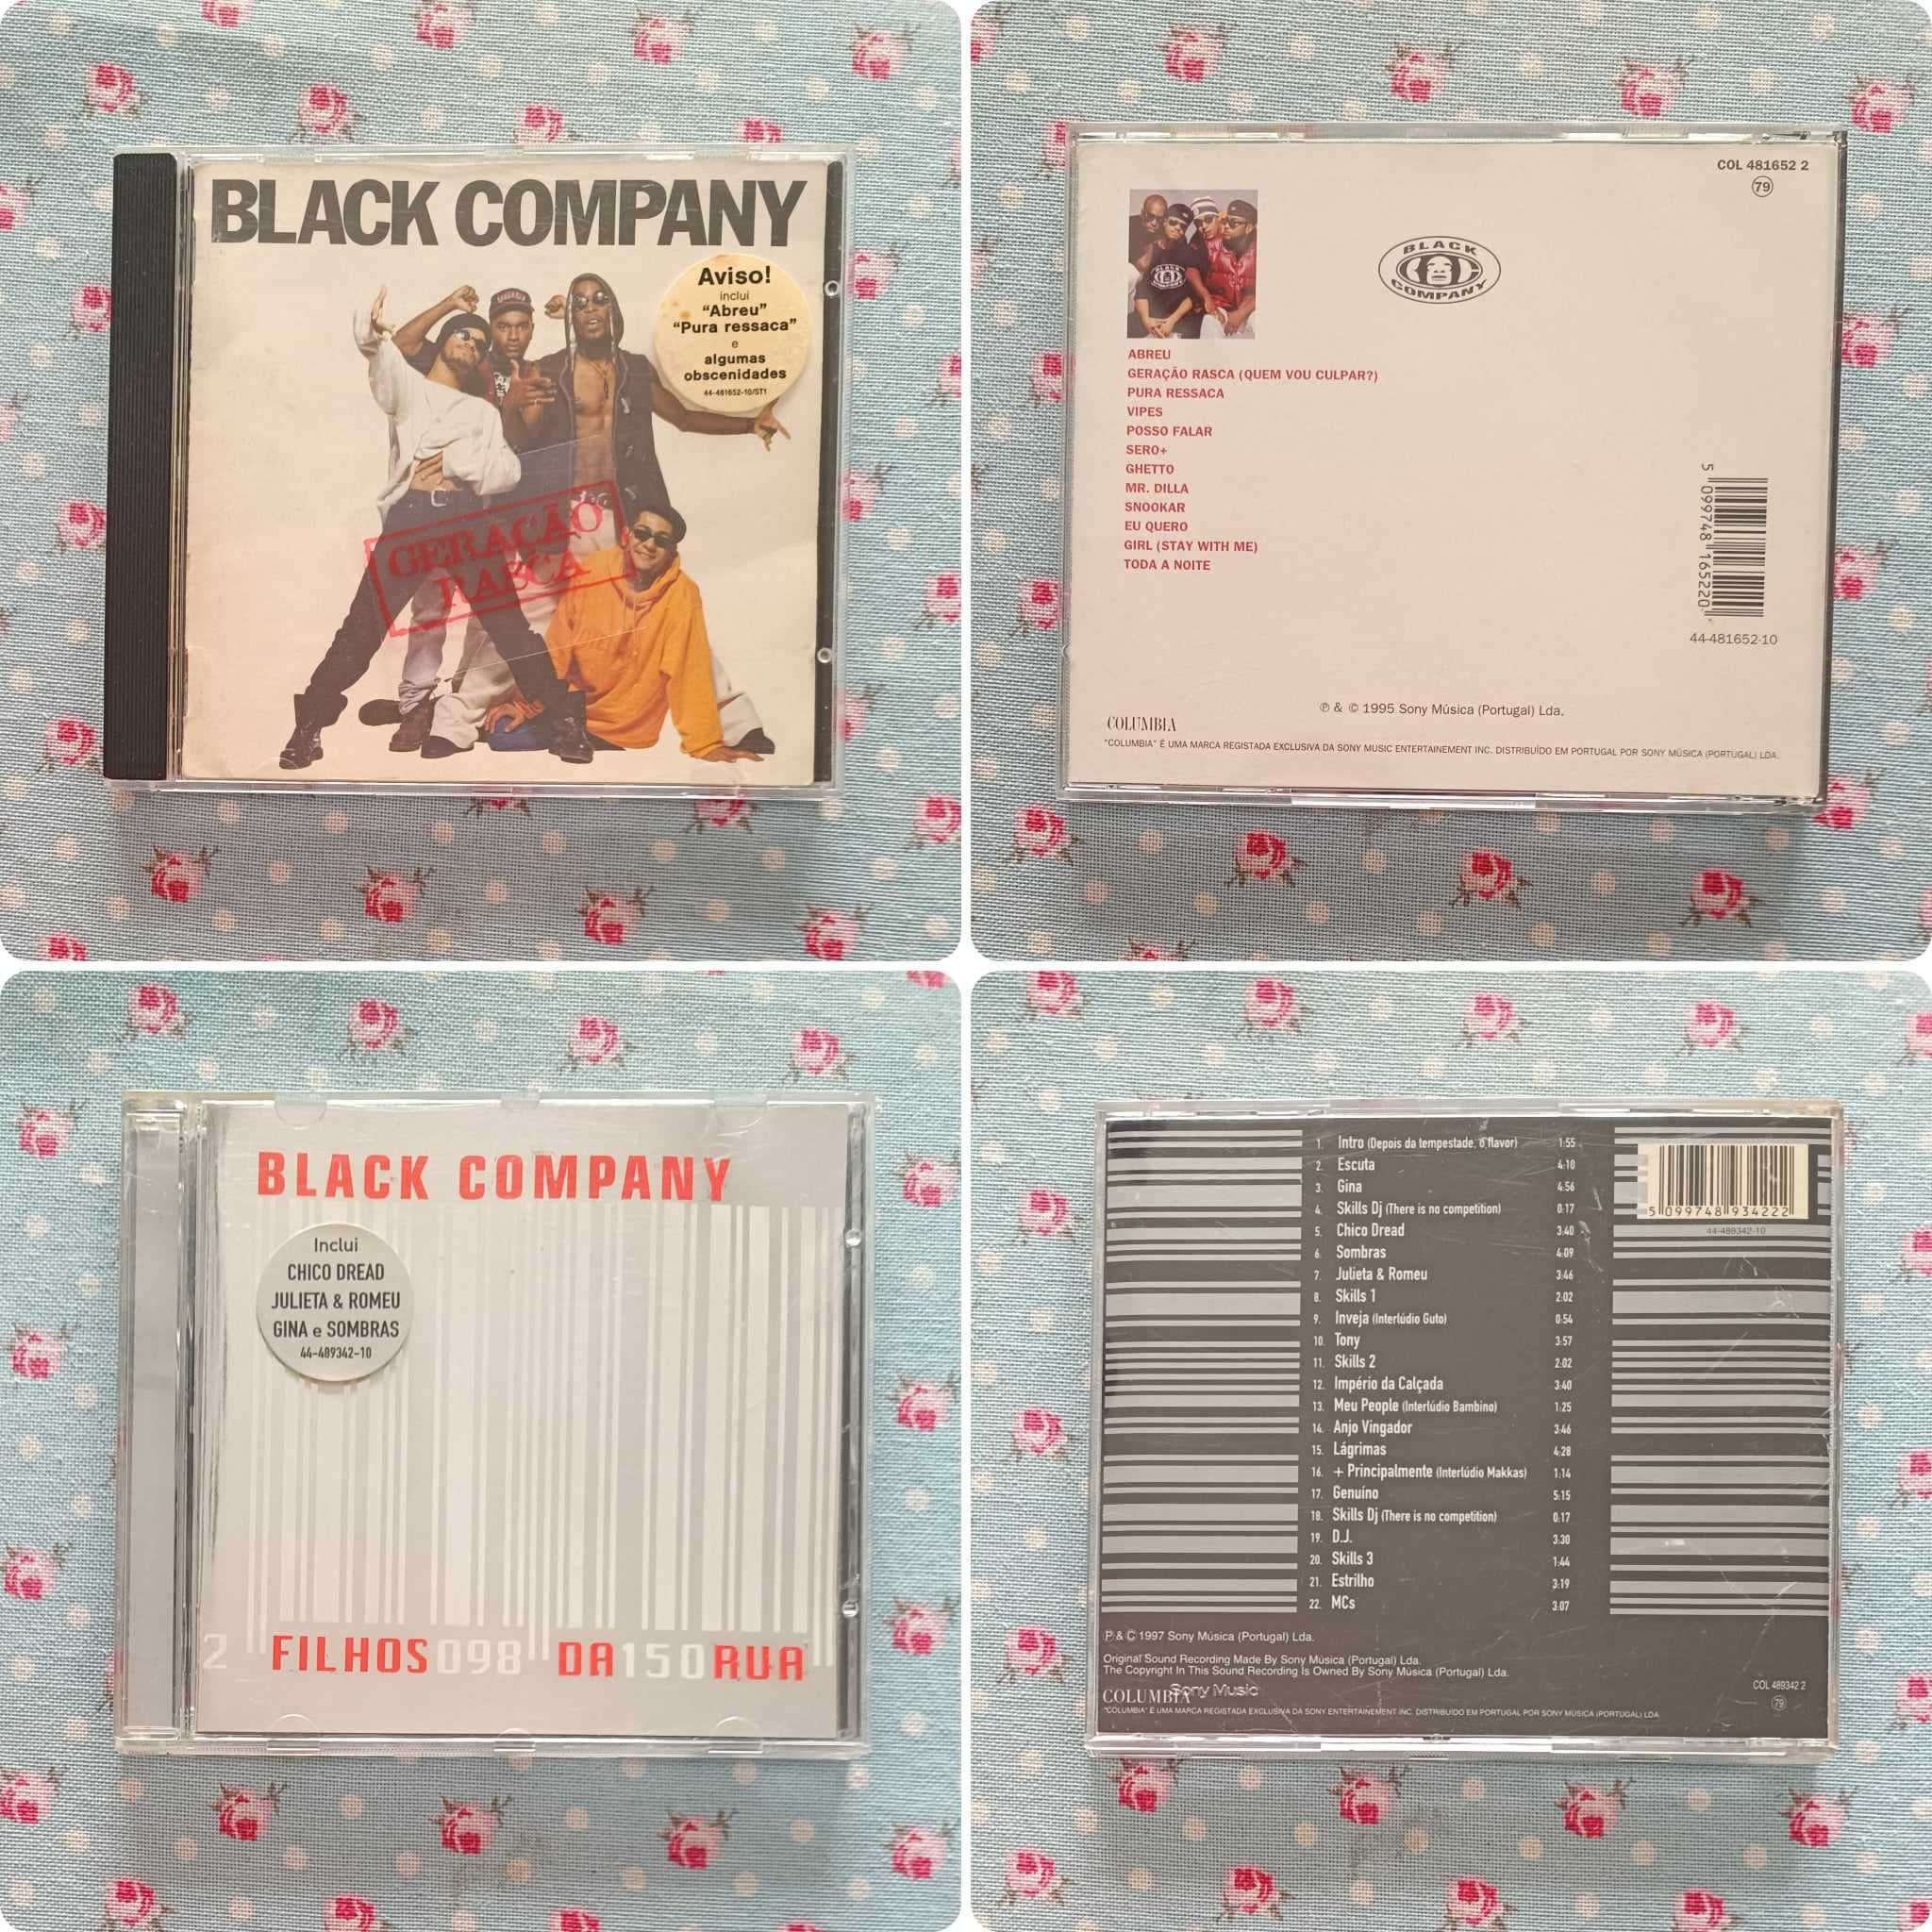 BLACK COMPANY
Aviso!
inclui
"Abreu"
"Pura ressaca"
e
algumas
obscenidades
44-481652-10/ST1
GERAÇÃO
RASCA
COL 481652 2
79
BLACK
COMPANY
ABREU
GERAÇÃO RASCA (QUEM VOU CULPAR?)
PURA RESSACA
VIPES
POSSO FALAR
SERO+
GHETTO
MR. DILLA
SNOOKAR
EU QUERO
GIRL (STAY WITH ME)
TODA A NOITE
5 099748 165220
44-481652-10
℗ & © 1995 Sony Música (Portugal) Lda.
COLUMBIA
"COLUMBIA" É UMA MARCA REGISTADA EXCLUSIVA DA SONY MUSIC ENTERTAINEMENT INC. DISTRIBUÍDO EM PORTUGAL POR SONY MÚSICA (PORTUGAL) LDA.
BLACK COMPANY
Inclui
CHICO DREAD
JULIETA & ROMEU
GINA e SOMBRAS
44-489342-10
2 FILHOS098 DA150RUA
1. Intro (Depois da tempestade, o flavor) 1:55
2. Escuta 4:10
3. Gina 4:56
4. Skills Dj (There is no competition) 0:17
5. Chico Dread 3:40
6. Sombras 4:09
7. Julieta & Romeu 3:46
8. Skills 1 2:02
9. Inveja (Interlúdio Guto) 0:54
10. Tony 3:57
11. Skills 2 2:02
12. Império da Calçada 3:40
13. Meu People (Interlúdio Bambino) 1:25
14. Anjo Vingador 3:46
15. Lágrimas 4:28
16. + Principalmente (Interlúdio Makkas) 1:14
17. Genuíno 5:15
18. Skills Dj (There is no competition) 0:17
19. D.J. 3:30
20. Skills 3 1:44
21. Estrilho 3:19
22. MCs 3:07
5 099748 934222
44-489342-10
℗ & © 1997 Sony Música (Portugal) Lda.
Original Sound Recording Made By Sony Música (Portugal) Lda.
The Copyright In This Sound Recording Is Owned By Sony Música (Portugal) Lda.
Sony Music
COLUMBIA
"COLUMBIA" É UMA MARCA REGISTADA EXCLUSIVA DA SONY ENTERTAINEMENT INC. DISTRIBUIDO EM PORTUGAL POR SONY MÚSICA (PORTUGAL) LDA.
COL 489342 2
79